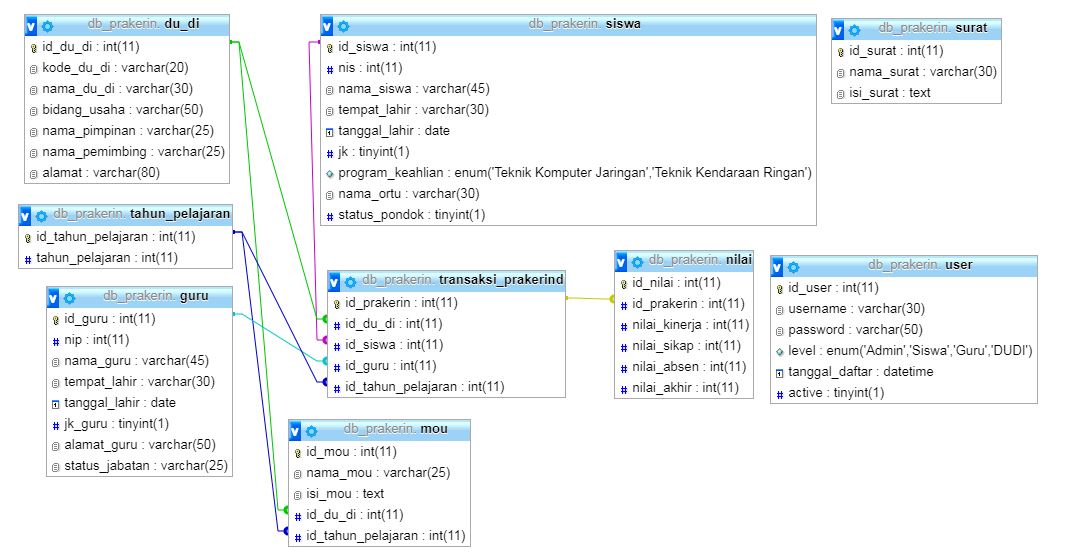 db_prakerin. du_di
id_du_di : int(11)
kode_du_di : varchar(20)
nama_du_di : varchar(30)
bidang_usaha : varchar(50)
nama_pimpinan : varchar(25)
nama_pemimbing : varchar(25)
alamat : varchar(80)
db_prakerin. siswa
id_siswa : int(11)
nis : int(11)
nama_siswa : varchar(45)
tempat_lahir : varchar(30)
tanggal_lahir : date
jk : tinyint(1)
program_keahlian : enum('Teknik Komputer Jaringan','Teknik Kendaraan Ringan')
nama_ortu : varchar(30)
status_pondok : tinyint(1)
db_prakerin. surat
id_surat : int(11)
nama_surat : varchar(30)
isi_surat : text
db_prakerin. tahun_pelajaran
id_tahun_pelajaran : int(11)
tahun_pelajaran : int(11)
db_prakerin. guru
id_guru : int(11)
nip : int(11)
nama_guru : varchar(45)
tempat_lahir : varchar(30)
tanggal_lahir : date
jk_guru : tinyint(1)
alamat_guru : varchar(50)
status_jabatan : varchar(25)
db_prakerin. transaksi_prakerind
id_prakerin : int(11)
id_du_di : int(11)
id_siswa : int(11)
id_guru : int(11)
id_tahun_pelajaran : int(11)
db_prakerin. nilai
id_nilai : int(11)
id_prakerin : int(11)
nilai_kinerja : int(11)
nilai_sikap : int(11)
nilai_absen : int(11)
nilai_akhir : int(11)
db_prakerin. user
id_user : int(11)
username : varchar(30)
password : varchar(50)
level : enum('Admin','Siswa','Guru','DUDI')
tanggal_daftar : datetime
active : tinyint(1)
db_prakerin. mou
id_mou : int(11)
nama_mou : varchar(25)
isi_mou : text
id_du_di : int(11)
id_tahun_pelajaran : int(11)